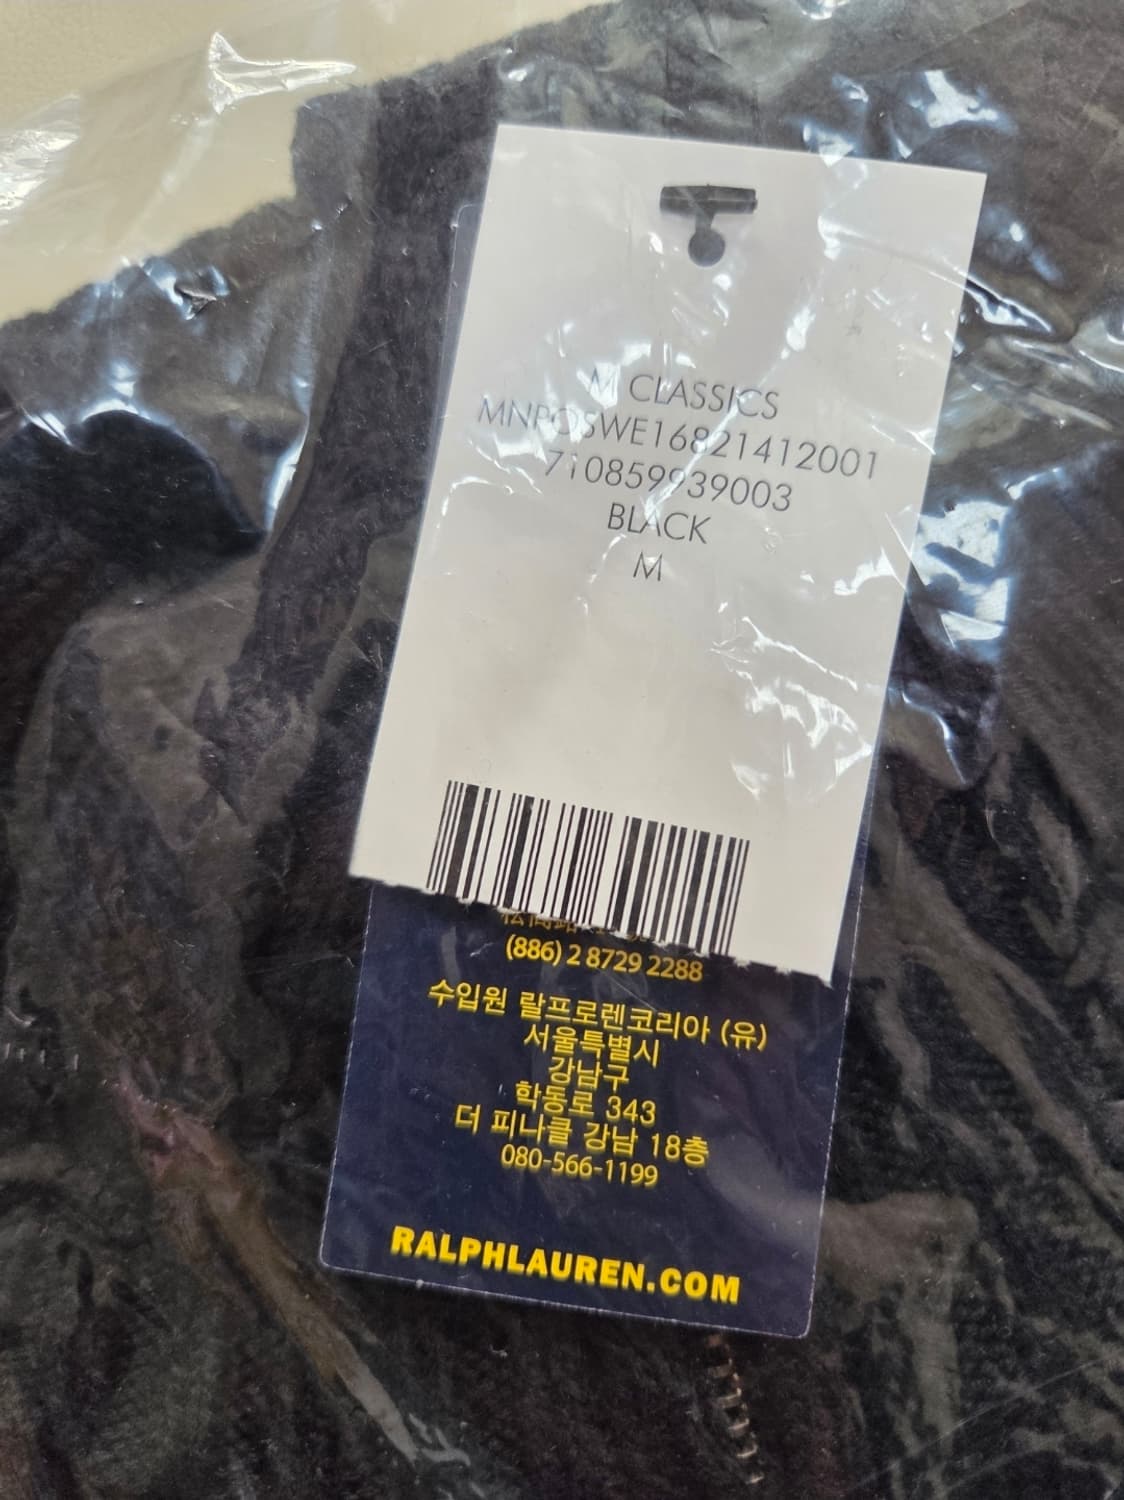 M CLASSICS
MNPOSWE16821412001
710859939003
BLACK
M
(886) 2 8729 2288
수입원 랄프로렌코리아 (유)
서울특별시
강남구
학동로 343
더 피나클 강남 18층
080-566-1199
RALPHLAUREN.COM